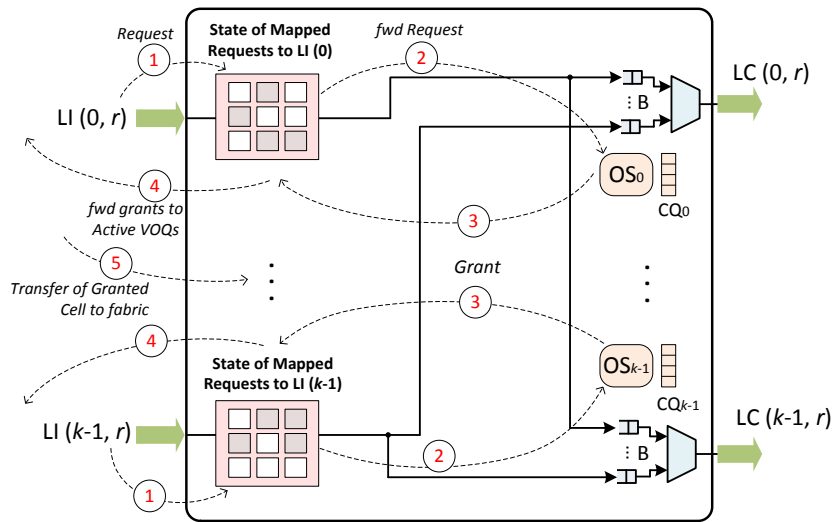 Request
1
State of Mapped
Requests to LI (0)
fwd Request
2
LC (0, r)
B
LI (0, r)
OS0
CQ0
4
fwd grants to
Active VOQs
3
5
Transfer of Granted
Cell to fabric
Grant
3
4
State of Mapped
Requests to LI (k-1)
OSk-1
CQk-1
LI (k-1, r)
LC (k-1, r)
B
2
1